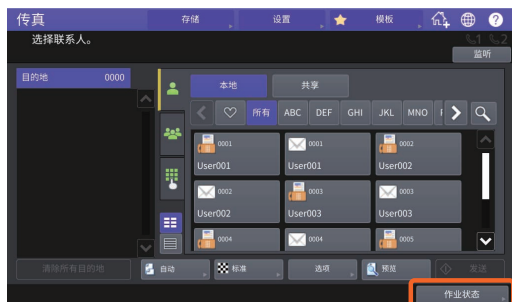 传真 存储 设置 模板 ?
选择联系人。
监听
目的地 0000
本地 共享
所有 ABC DEF GHI JKL MNO
0001 0001 0002
User001 User001 User002
0002 0003 0003
User002 User003 User003
0004 0004 0005
清除所有目的地 自动 标准 选项 预览 发送
作业状态